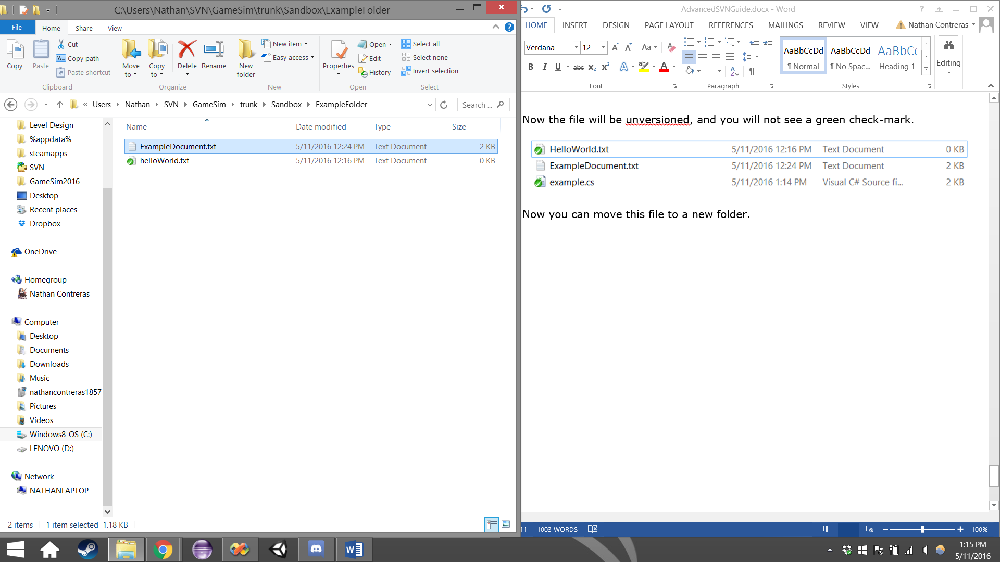 C:\Users\Nathan\SVN\GameSim\trunk\Sandbox\ExampleFolder
File Home Share View
Copy
Paste
Cut
Copy path
Paste shortcut
Clipboard
Move to
Copy to
Delete
Rename
Organize
New folder
New item
Easy access
New
Properties
Open
Edit
History
Open
Select all
Select none
Invert selection
Select
« Users Nathan SVN GameSim trunk Sandbox ExampleFolder
Search ...
Level Design
%appdata%
steamapps
SVN
GameSim2016
Desktop
Recent places
Dropbox
OneDrive
Homegroup
Nathan Contreras
Computer
Desktop
Documents
Downloads
Music
nathancontreras1857
Pictures
Videos
Windows8_OS (C:)
LENOVO (D:)
Network
NATHANLAPTOP
Name Date modified Type Size
ExampleDocument.txt 5/11/2016 12:24 PM Text Document 2 KB
helloWorld.txt 5/11/2016 12:16 PM Text Document 0 KB
2 items 1 item selected 1.18 KB
AdvancedSVNGuide.docx - Word
HOME INSERT DESIGN PAGE LAYOUT REFERENCES MAILINGS REVIEW VIEW Nathan Contreras
Verdana 12
Aa
B I U abc X₂ X²
Font
Paragraph
AaBbCcDd AaBbCcDd AaBbCc
¶ Normal ¶ No Spac... Heading 1
Styles
Editing
Now the file will be unversioned, and you will not see a green check-mark.
HelloWorld.txt 5/11/2016 12:16 PM Text Document 0 KB
ExampleDocument.txt 5/11/2016 12:24 PM Text Document 2 KB
example.cs 5/11/2016 1:14 PM Visual C# Source fi... 2 KB
Now you can move this file to a new folder.
11 1003 WORDS 100%
1:15 PM
5/11/2016